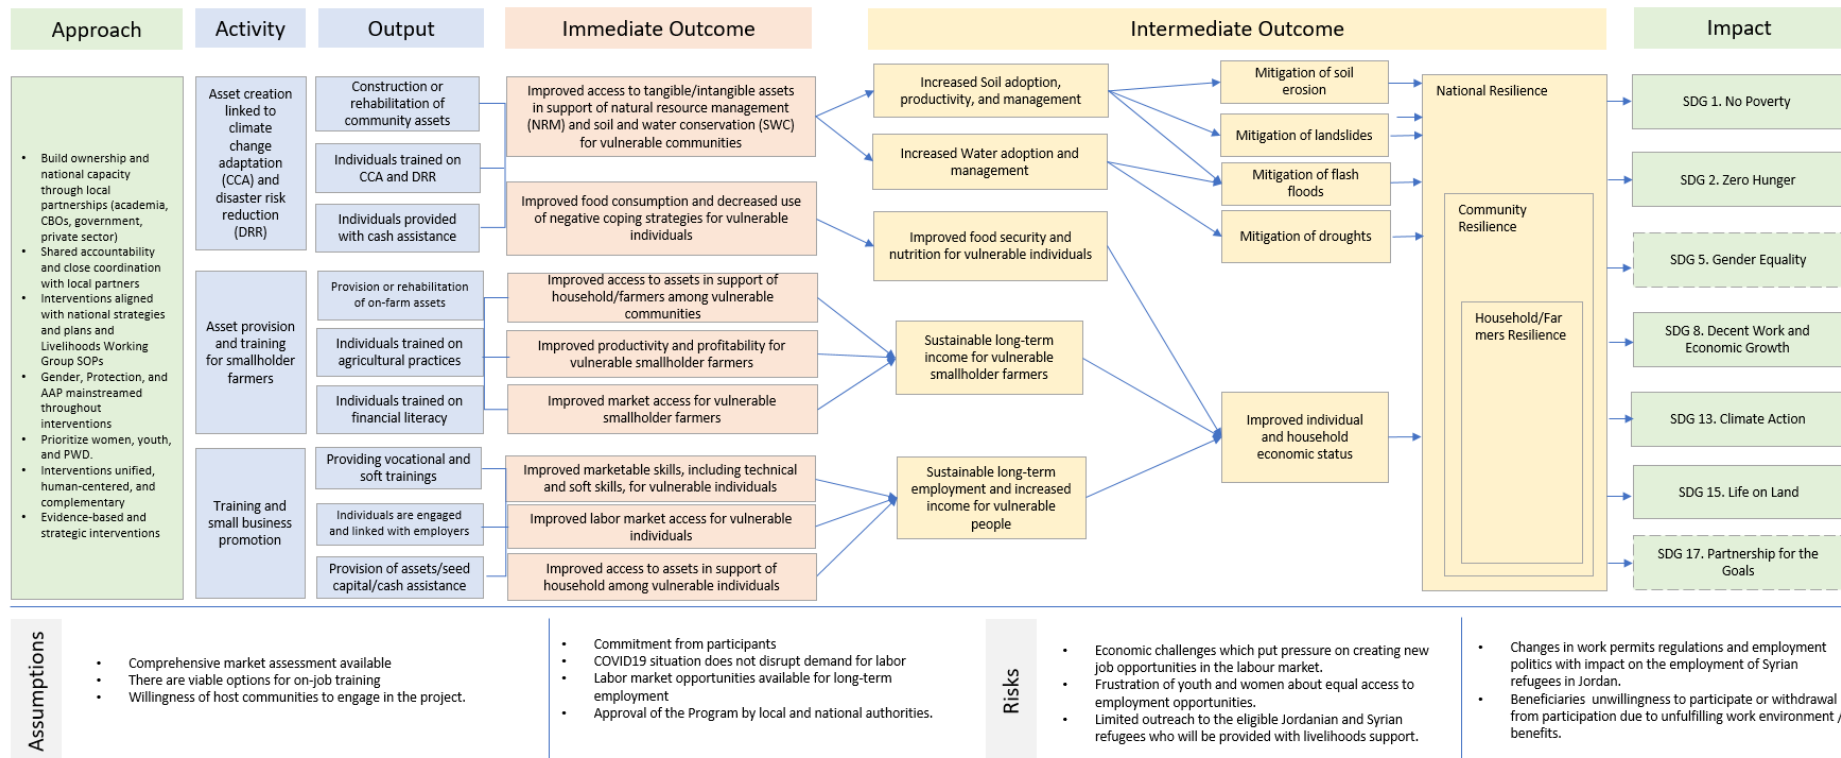 Approach
Activity
Output
Immediate Outcome
Intermediate Outcome
Impact
• Build ownership and
national capacity
through local
partnerships (academia,
CBOs, government,
private sector)
• Shared accountability
and close coordination
with local partners
• Interventions aligned
with national strategies
and plans and
Livelihoods Working
Group SOPs
• Gender, Protection, and
AAP mainstreamed
throughout
interventions
• Prioritize women, youth,
and PWD.
• Interventions unified,
human-centered, and
complementary
• Evidence-based and
strategic interventions
Asset creation
linked to
climate
change
adaptation
(CCA) and
disaster risk
reduction
(DRR)
Asset provision
and training
for smallholder
farmers
Training and
small business
promotion
Construction or
rehabilitation of
community assets
Individuals trained on
CCA and DRR
Individuals provided
with cash assistance
Provision or rehabilitation
of on-farm assets
Individuals trained on
agricultural practices
Individuals trained on
financial literacy
Providing vocational and
soft trainings
Individuals are engaged
and linked with employers
Provision of assets/seed
capital/cash assistance
Improved access to tangible/intangible assets
in support of natural resource management
(NRM) and soil and water conservation (SWC)
for vulnerable communities
Improved food consumption and decreased use
of negative coping strategies for vulnerable
individuals
Improved access to assets in support of
household/farmers among vulnerable
communities
Improved productivity and profitability for
vulnerable smallholder farmers
Improved market access for vulnerable
smallholder farmers
Improved marketable skills, including technical
and soft skills, for vulnerable individuals
Improved labor market access for vulnerable
individuals
Improved access to assets in support of
household among vulnerable individuals
Increased Soil adoption,
productivity, and management
Increased Water adoption and
management
Improved food security and
nutrition for vulnerable individuals
Sustainable long-term
income for vulnerable
smallholder farmers
Sustainable long-term
employment and increased
income for vulnerable
people
Mitigation of soil
erosion
Mitigation of landslides
Mitigation of flash
floods
Mitigation of droughts
Improved individual
and household
economic status
National Resilience
Community
Resilience
Household/Far
mers Resilience
SDG 1. No Poverty
SDG 2. Zero Hunger
SDG 5. Gender Equality
SDG 8. Decent Work and
Economic Growth
SDG 13. Climate Action
SDG 15. Life on Land
SDG 17. Partnership for the
Goals
Assumptions
• Comprehensive market assessment available
• There are viable options for on-job training
• Willingness of host communities to engage in the project.
• Commitment from participants
• COVID19 situation does not disrupt demand for labor
• Labor market opportunities available for long-term
employment
• Approval of the Program by local and national authorities.
Risks
• Economic challenges which put pressure on creating new
job opportunities in the labour market.
• Frustration of youth and women about equal access to
employment opportunities.
• Limited outreach to the eligible Jordanian and Syrian
refugees who will be provided with livelihoods support.
• Changes in work permits regulations and employment
politics with impact on the employment of Syrian
refugees in Jordan.
• Beneficiaries unwillingness to participate or withdrawal
from participation due to unfulfilling work environment /
benefits.